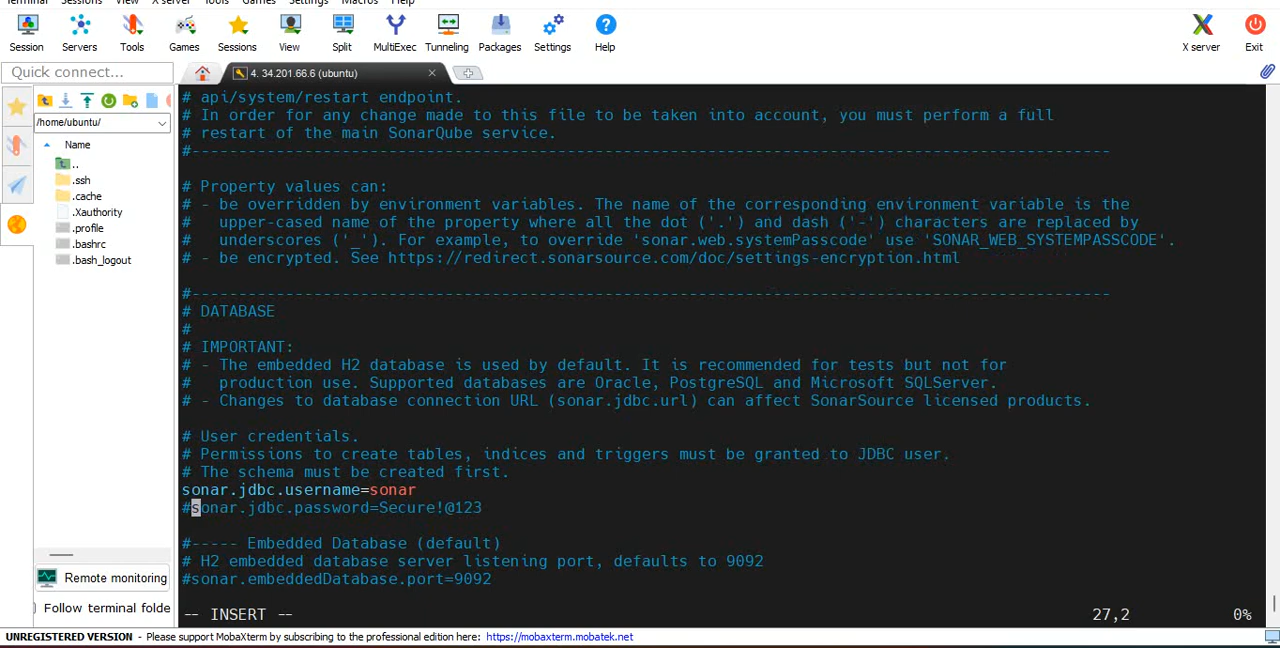 Terminal Sessions View X server Tools Games Settings Macros Help
Session Servers Tools Games Sessions View Split MultiExec Tunneling Packages Settings Help X server Exit
Quick connect...
4. 34.201.66.6 (ubuntu)
/home/ubuntu/
Name
..
.ssh
.cache
.Xauthority
.profile
.bashrc
.bash_logout
Remote monitoring
Follow terminal folde
# api/system/restart endpoint.
# In order for any change made to this file to be taken into account, you must perform a full
# restart of the main SonarQube service.
#--------------------------------------------------------------------------------------------------
# Property values can:
# - be overridden by environment variables. The name of the corresponding environment variable is the
#   upper-cased name of the property where all the dot ('.') and dash ('-') characters are replaced by
#   underscores ('_'). For example, to override 'sonar.web.systemPasscode' use 'SONAR_WEB_SYSTEMPASSCODE'.
# - be encrypted. See https://redirect.sonarsource.com/doc/settings-encryption.html
#--------------------------------------------------------------------------------------------------
# DATABASE
#
# IMPORTANT:
# - The embedded H2 database is used by default. It is recommended for tests but not for
#   production use. Supported databases are Oracle, PostgreSQL and Microsoft SQLServer.
# - Changes to database connection URL (sonar.jdbc.url) can affect SonarSource licensed products.
# User credentials.
# Permissions to create tables, indices and triggers must be granted to JDBC user.
# The schema must be created first.
sonar.jdbc.username=sonar
#sonar.jdbc.password=Secure!@123
#----- Embedded Database (default)
# H2 embedded database server listening port, defaults to 9092
#sonar.embeddedDatabase.port=9092
-- INSERT -- 27,2 0%
UNREGISTERED VERSION - Please support MobaXterm by subscribing to the professional edition here: https://mobaxterm.mobatek.net